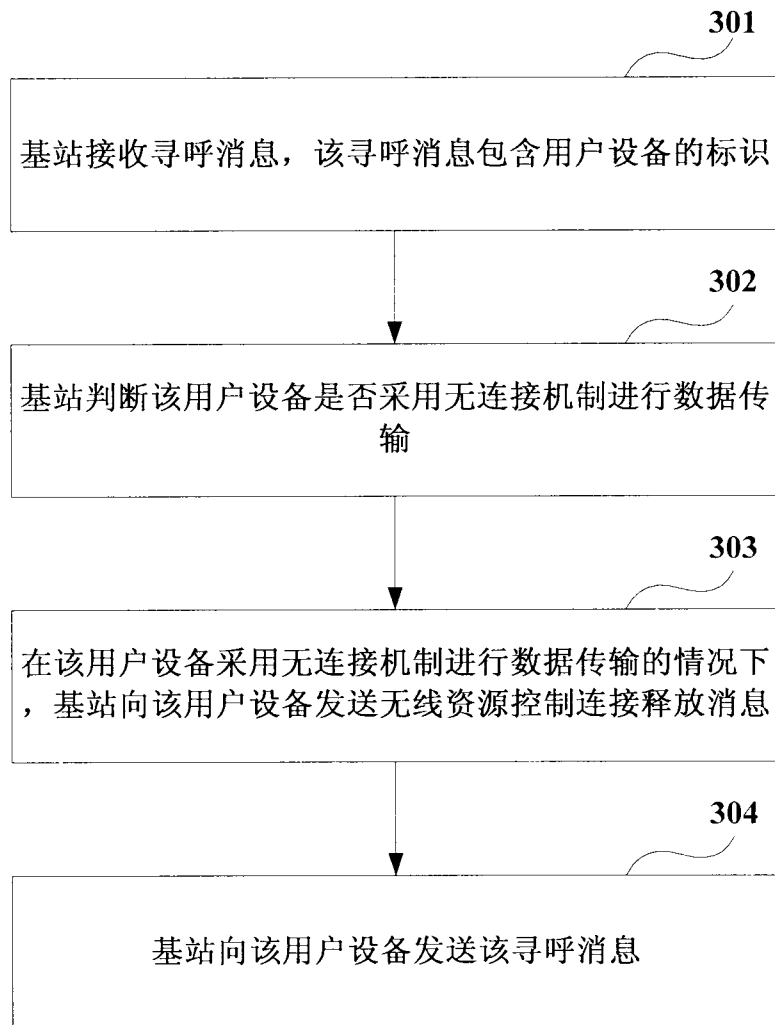 301
基站接收寻呼消息，该寻呼消息包含用户设备的标识
302
基站判断该用户设备是否采用无连接机制进行数据传
输
303
在该用户设备采用无连接机制进行数据传输的情况下
，基站向该用户设备发送无线资源控制连接释放消息
304
基站向该用户设备发送该寻呼消息